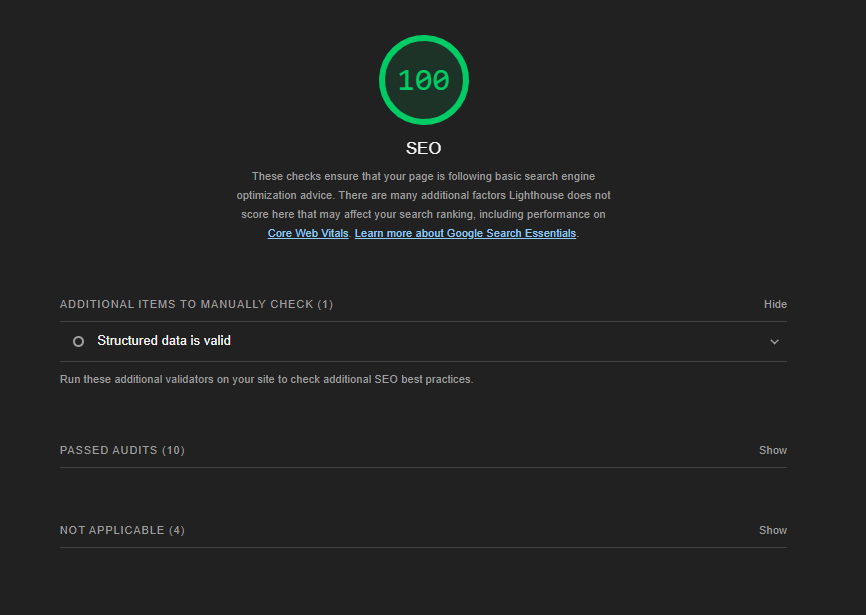 100
SEO
These checks ensure that your page is following basic search engine
optimization advice. There are many additional factors Lighthouse does not
score here that may affect your search ranking, including performance on
Core Web Vitals. Learn more about Google Search Essentials.
ADDITIONAL ITEMS TO MANUALLY CHECK (1) Hide
Structured data is valid
Run these additional validators on your site to check additional SEO best practices.
PASSED AUDITS (10) Show
NOT APPLICABLE (4) Show